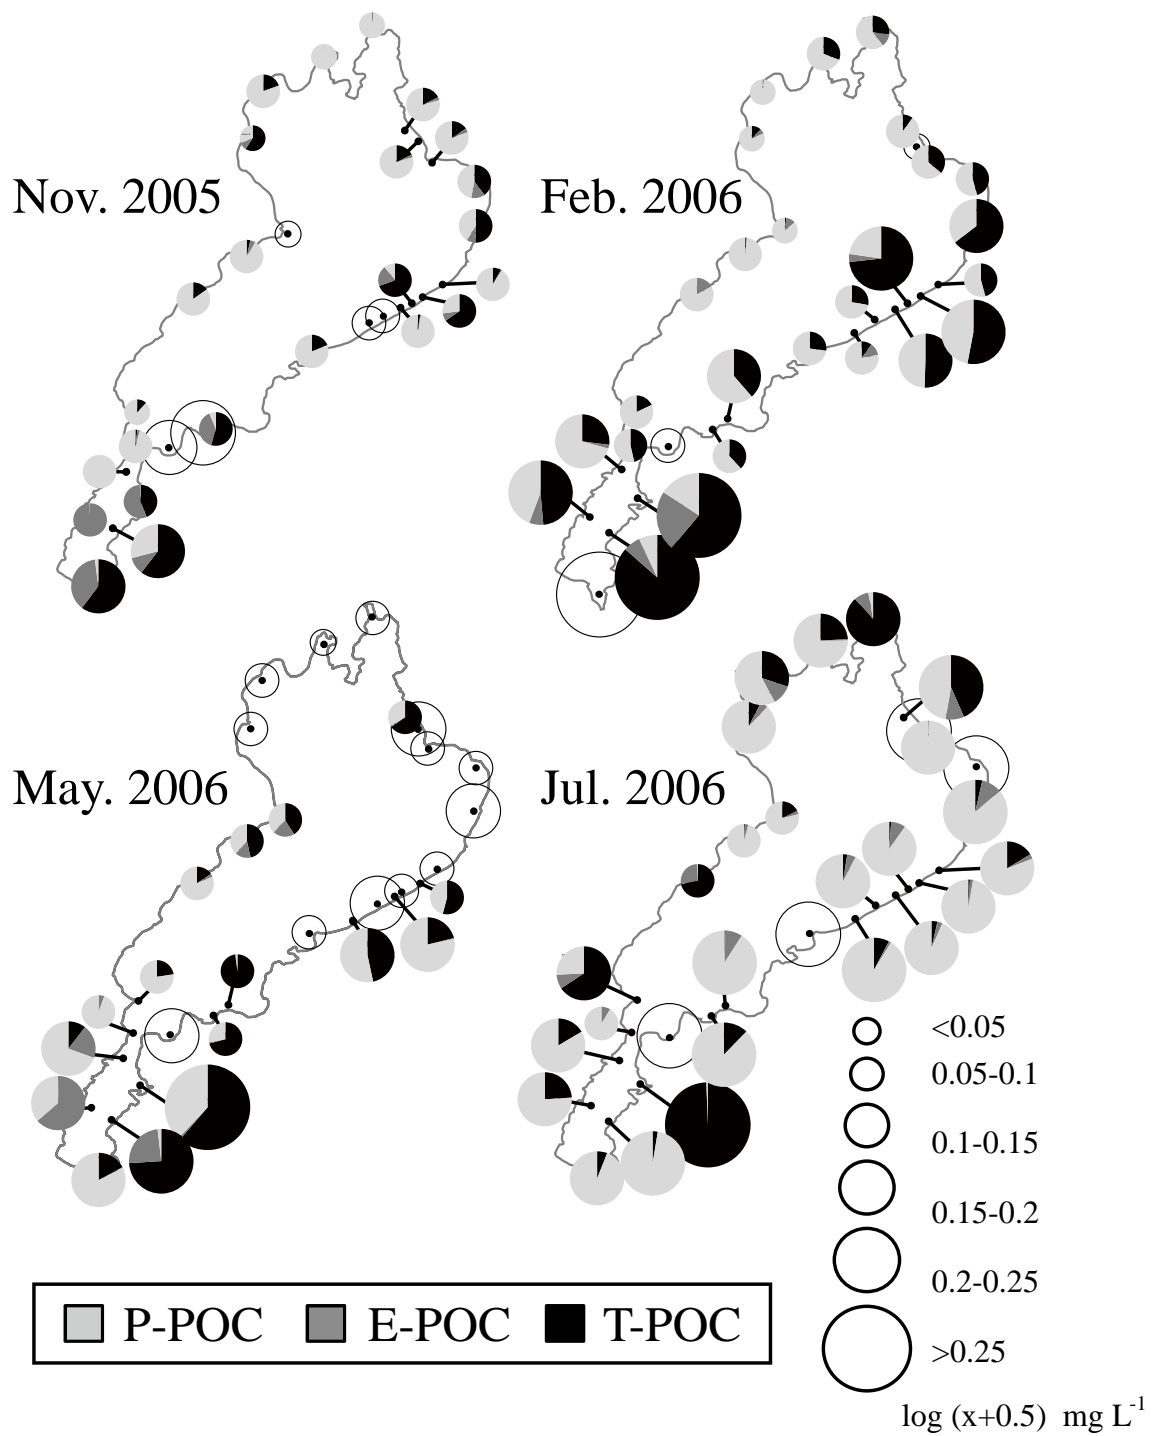 Nov. 2005
Feb. 2006
May. 2006
Jul. 2006
<0.05
0.05-0.1
0.1-0.15
0.15-0.2
0.2-0.25
>0.25
log (x+0.5) mg L-1
P-POC E-POC T-POC